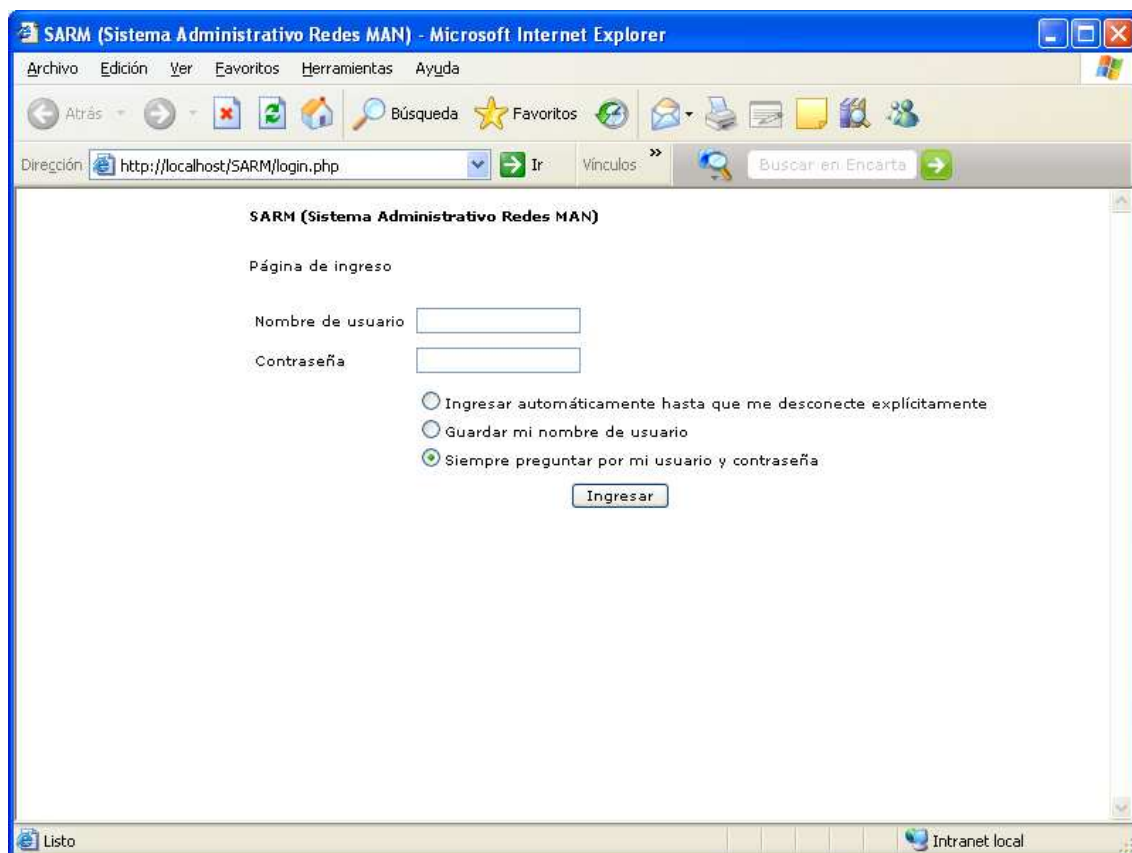 SARM (Sistema Administrativo Redes MAN) - Microsoft Internet Explorer
Archivo Edición Ver Favoritos Herramientas Ayuda
Atrás Búsqueda Favoritos
Dirección http://localhost/SARM/login.php Ir Vínculos » Buscar en Encarta
SARM (Sistema Administrativo Redes MAN)
Página de ingreso
Nombre de usuario
Contraseña
Ingresar automáticamente hasta que me desconecte explícitamente
Guardar mi nombre de usuario
Siempre preguntar por mi usuario y contraseña
Ingresar
Listo Intranet local